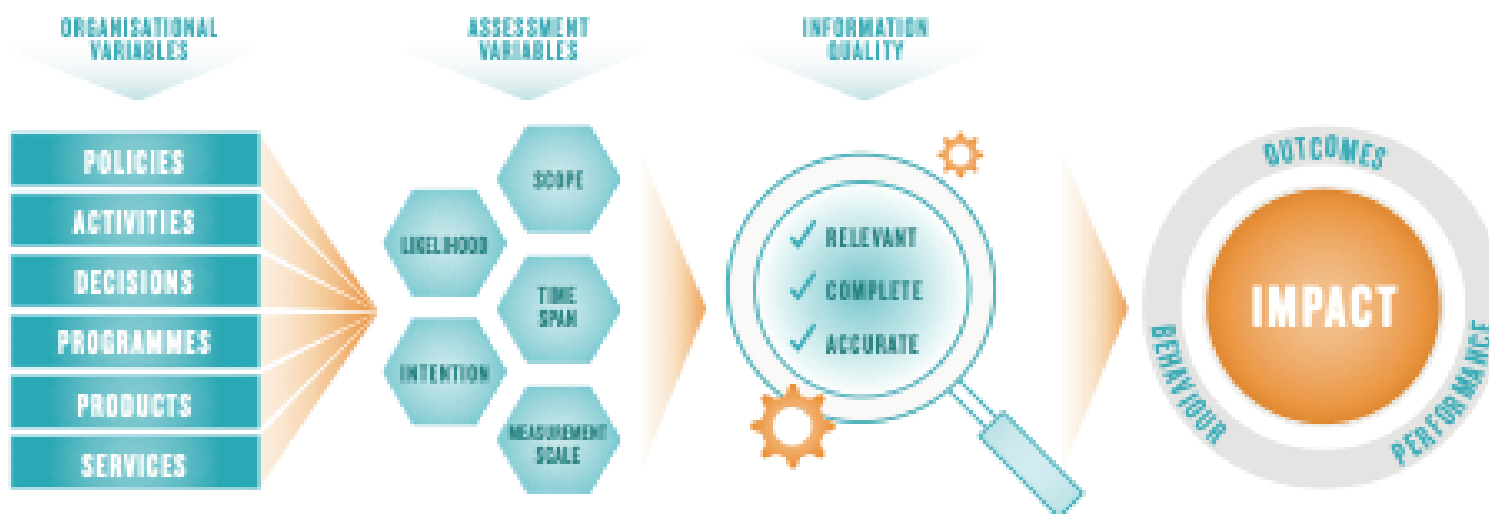 ORGANISATIONAL
VARIABLES
ASSESSMENT
VARIABLES
INFORMATION
QUALITY
POLICIES
ACTIVITIES
DECISIONS
PROGRAMMES
PRODUCTS
SERVICES
SCOPE
LIKELIHOOD
TIME
SPAN
INTENTION
MEASUREMENT
SCALE
RELEVANT
COMPLETE
ACCURATE
OUTCOMES
IMPACT
BEHAVIOUR
PERFORMANCE